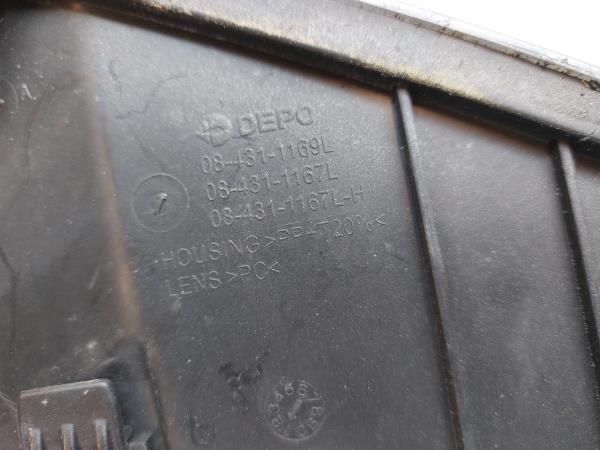 DEPO
08-431-1169L
08-431-1167L
08-431-1167L-H
HOUSING>PP+T20%<
LENS>PC<